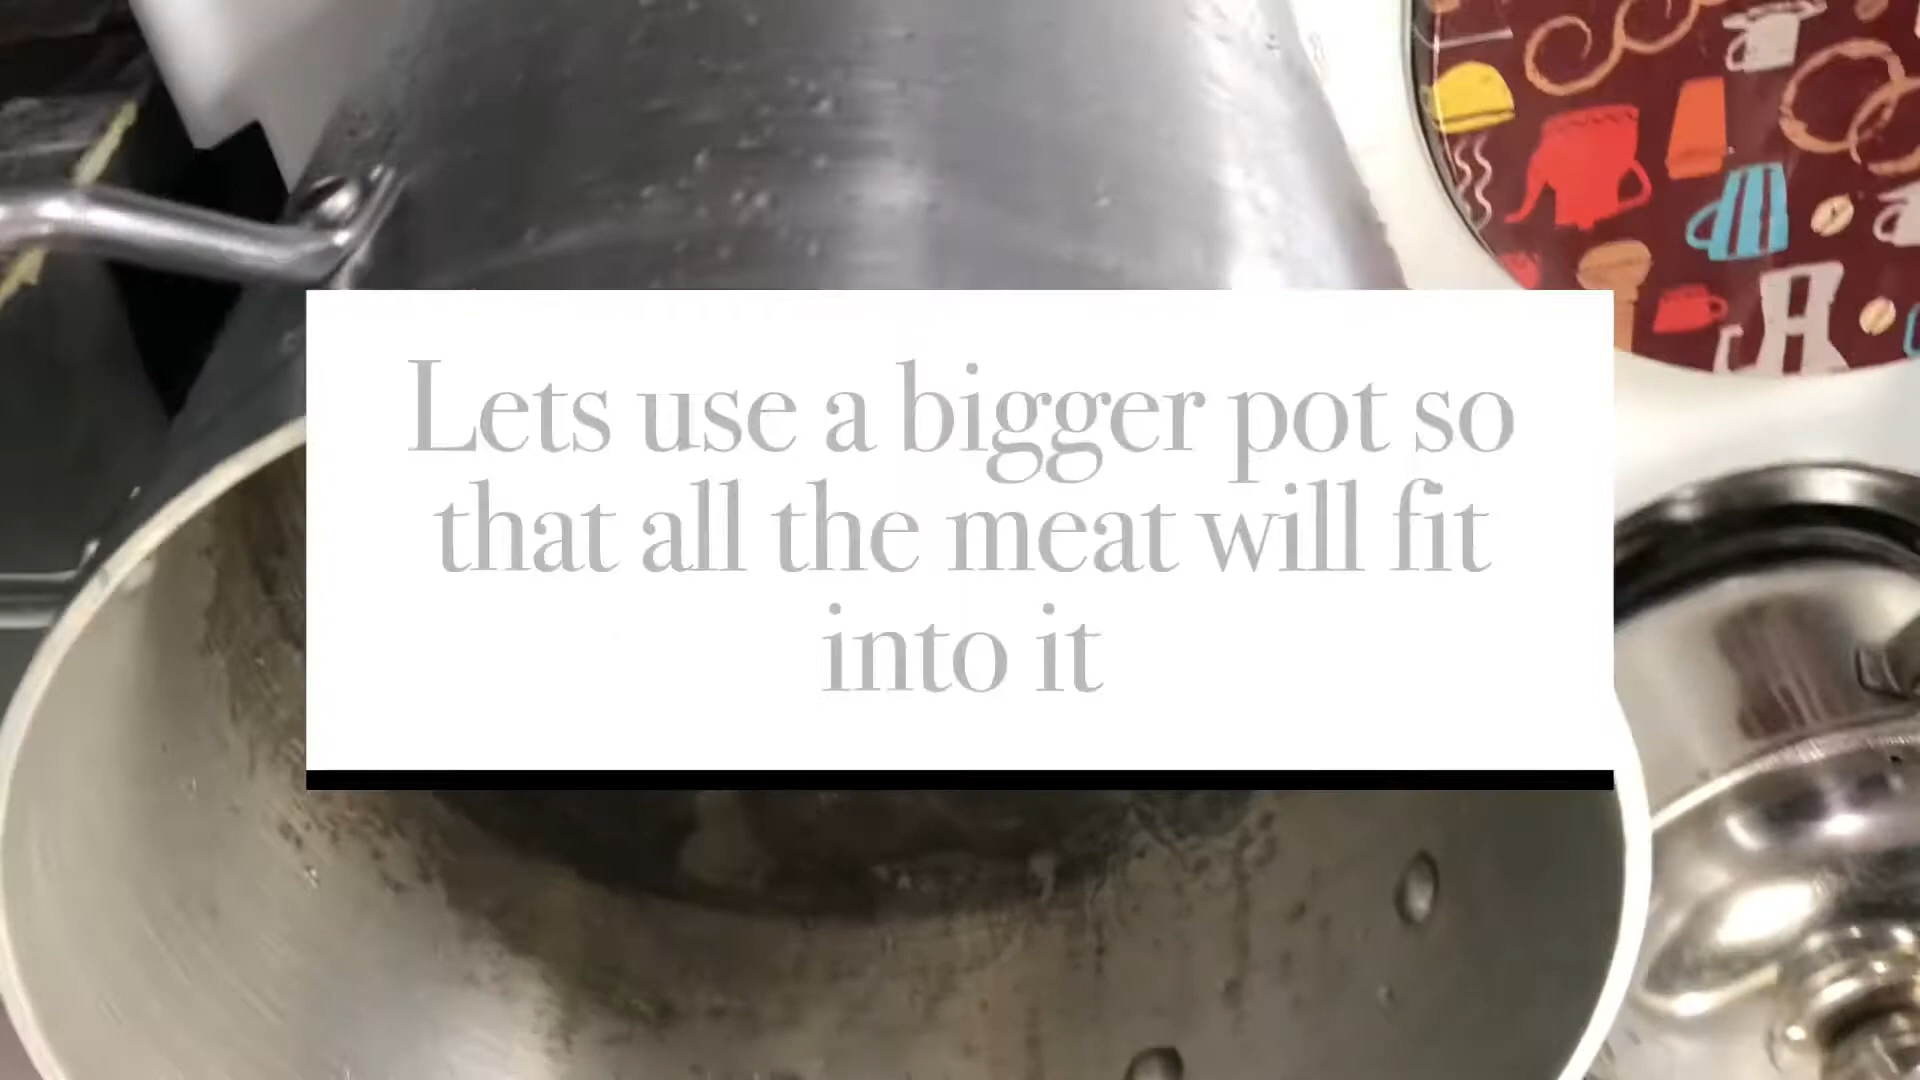 Lets use a bigger pot so
that all the meat will fit
into it